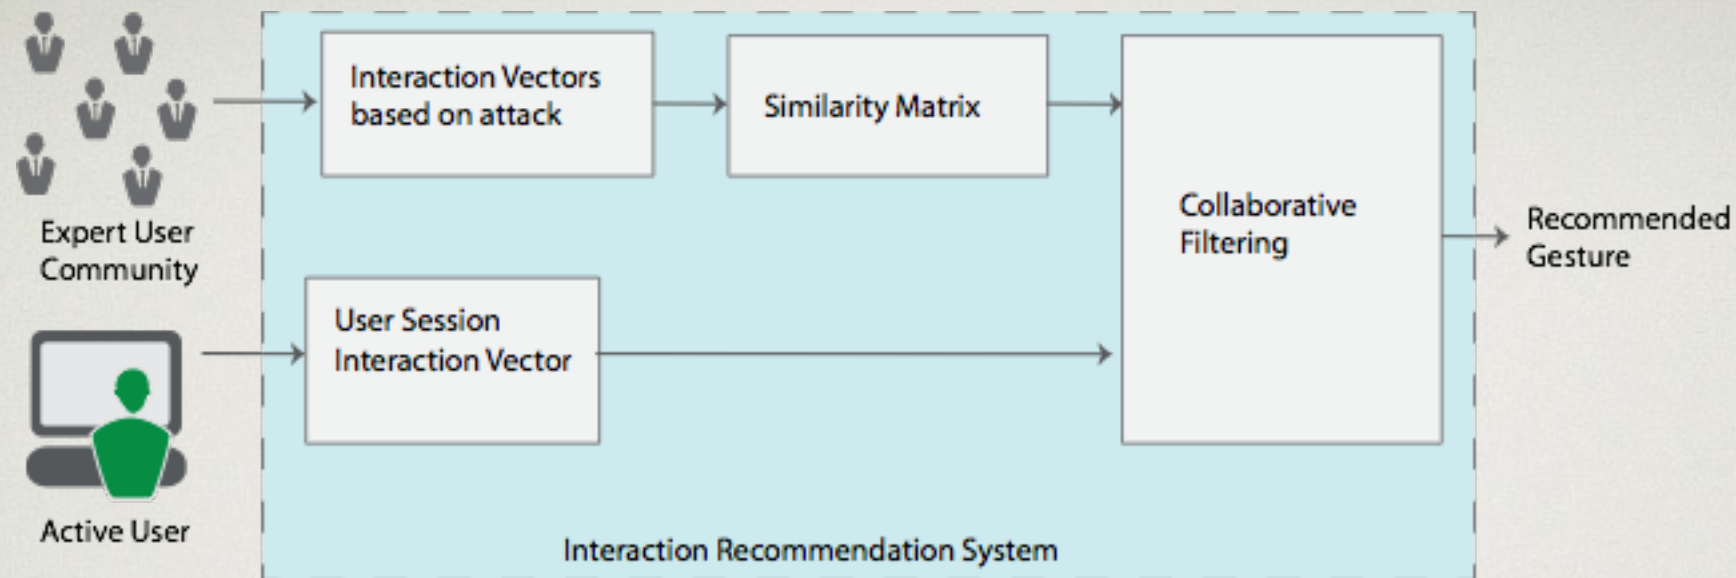 Interaction Vectors
based on attack
Similarity Matrix
Collaborative
Filtering
Recommended
Gesture
Expert User
Community
User Session
Interaction Vector
Active User
Interaction Recommendation System